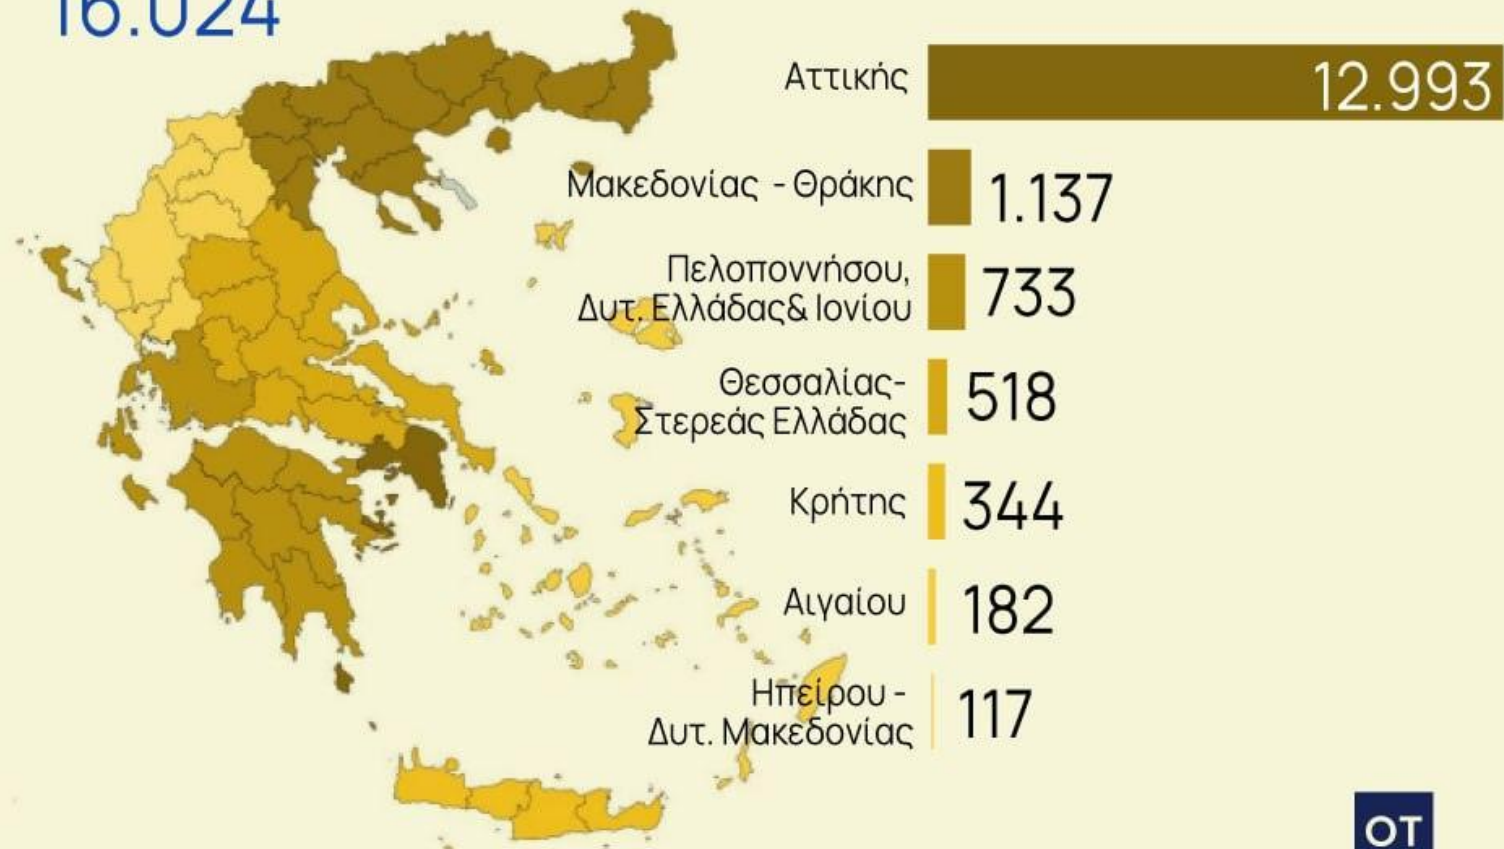 16.024
Αττικής
12.993
Μακεδονίας - Θράκης
1.137
Πελοποννήσου,
Δυτ. Ελλάδας& Ιονίου
733
Θεσσαλίας-
Στερεάς Ελλάδας
518
Κρήτης
344
Αιγαίου
182
Ηπείρου -
Δυτ. Μακεδονίας
117
OT